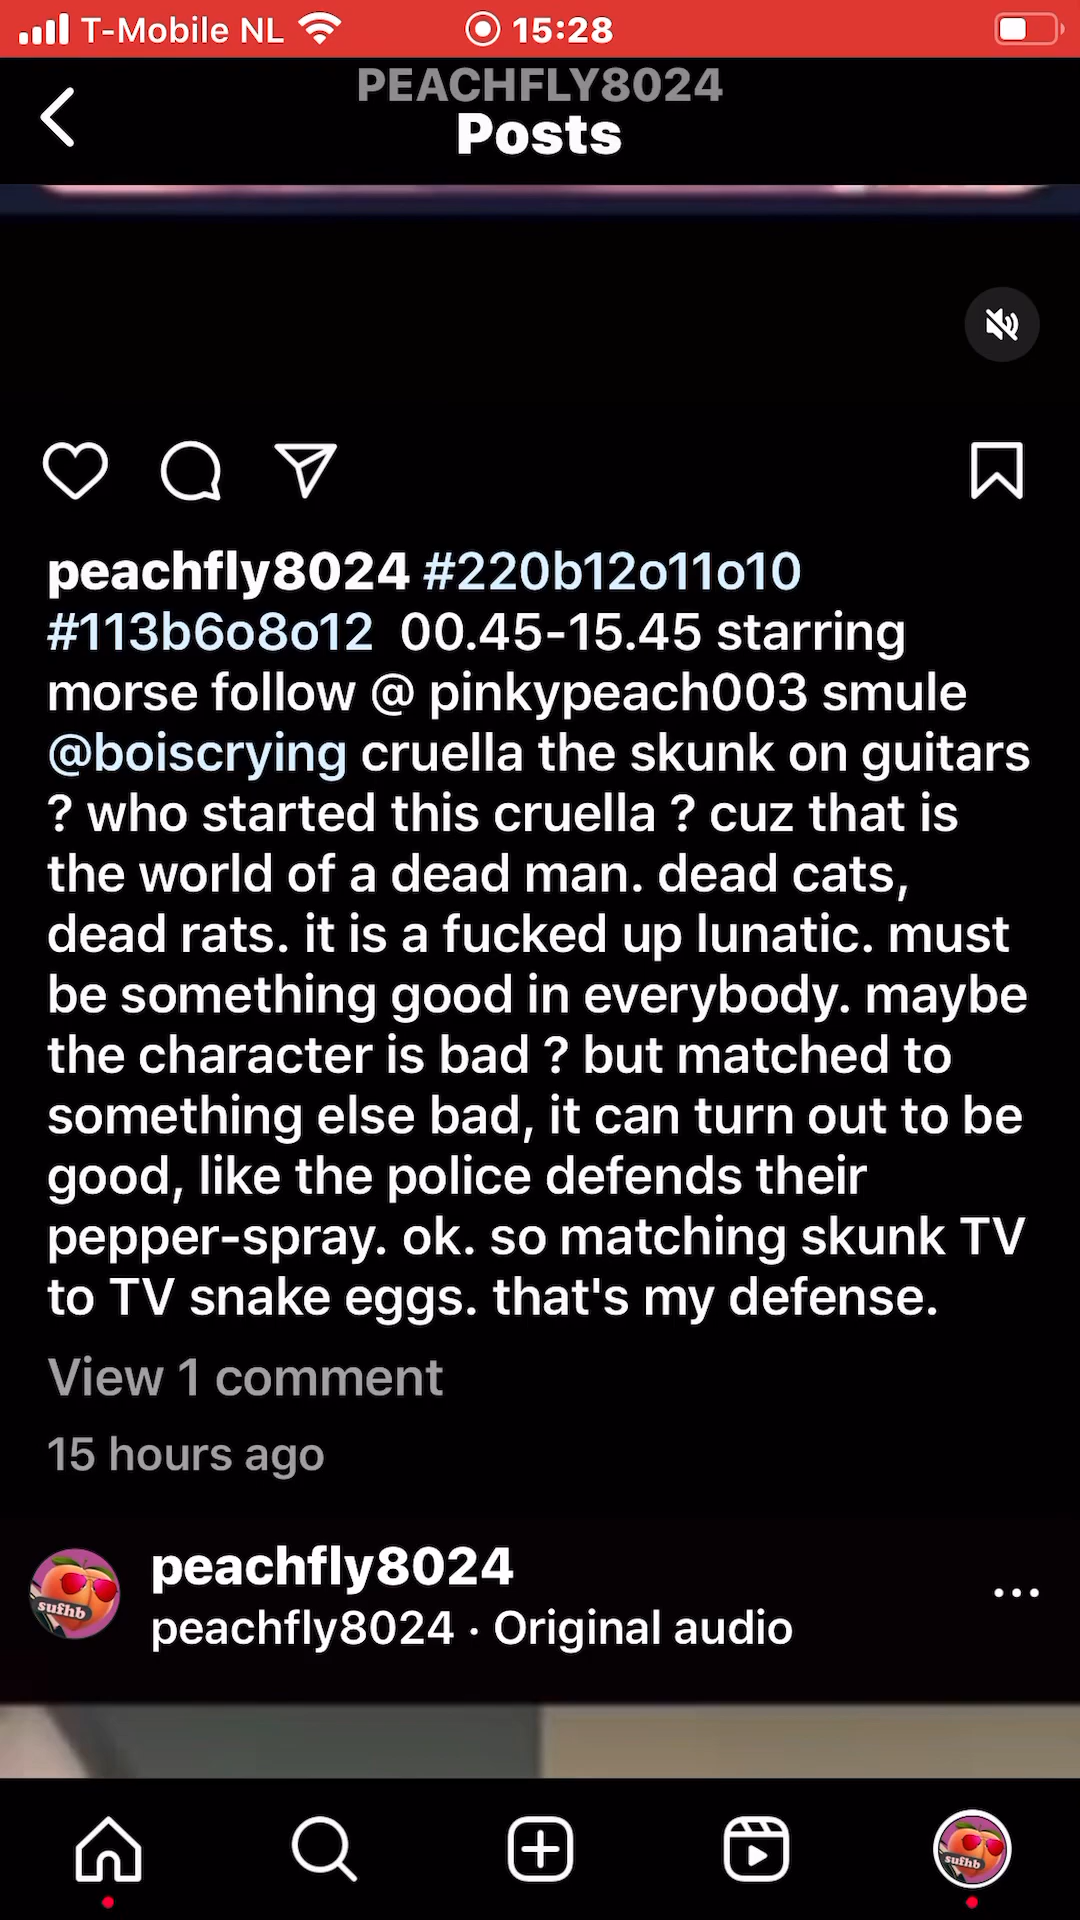 T-Mobile NL 15:28
PEACHFLY8024
Posts
peachfly8024 #220b12o11o10
#113b6o8o12 00.45-15.45 starring
morse follow @ pinkypeach003 smule
@boiscrying cruella the skunk on guitars
? who started this cruella ? cuz that is
the world of a dead man. dead cats,
dead rats. it is a fucked up lunatic. must
be something good in everybody. maybe
the character is bad ? but matched to
something else bad, it can turn out to be
good, like the police defends their
pepper-spray. ok. so matching skunk TV
to TV snake eggs. that's my defense.
View 1 comment
15 hours ago
sufhb
peachfly8024
peachfly8024 · Original audio
sufhb